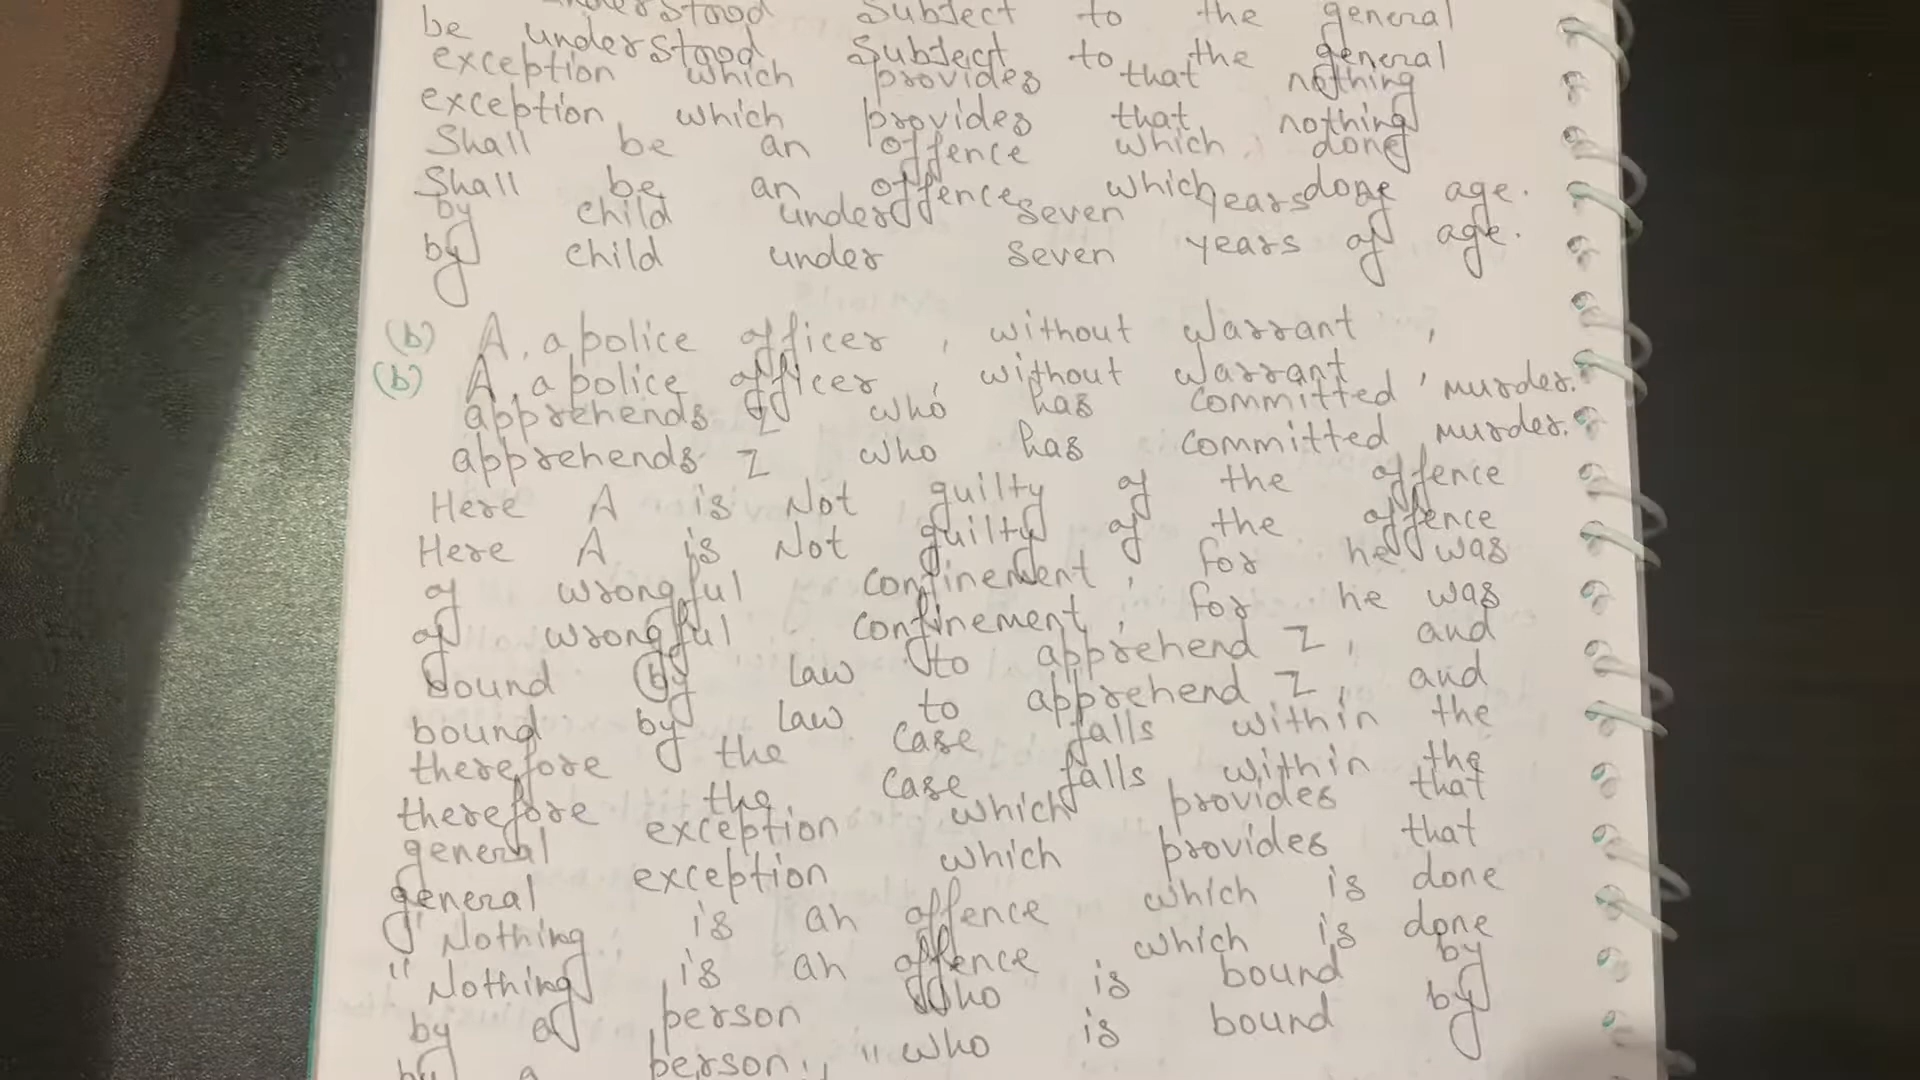 be understood subject to the general
exception which provides that nothing
Shall be an offence which done
by child under seven years of age.
(b) A, a police officer, without warrant,
apprehends Z who has committed murder.
Here A is Not guilty of the offence
of wrongful confinement, for he was
bound by law to apprehend Z, and
therefore the case falls within the
general exception which provides that
"Nothing is an offence which is done
by a person who is bound by